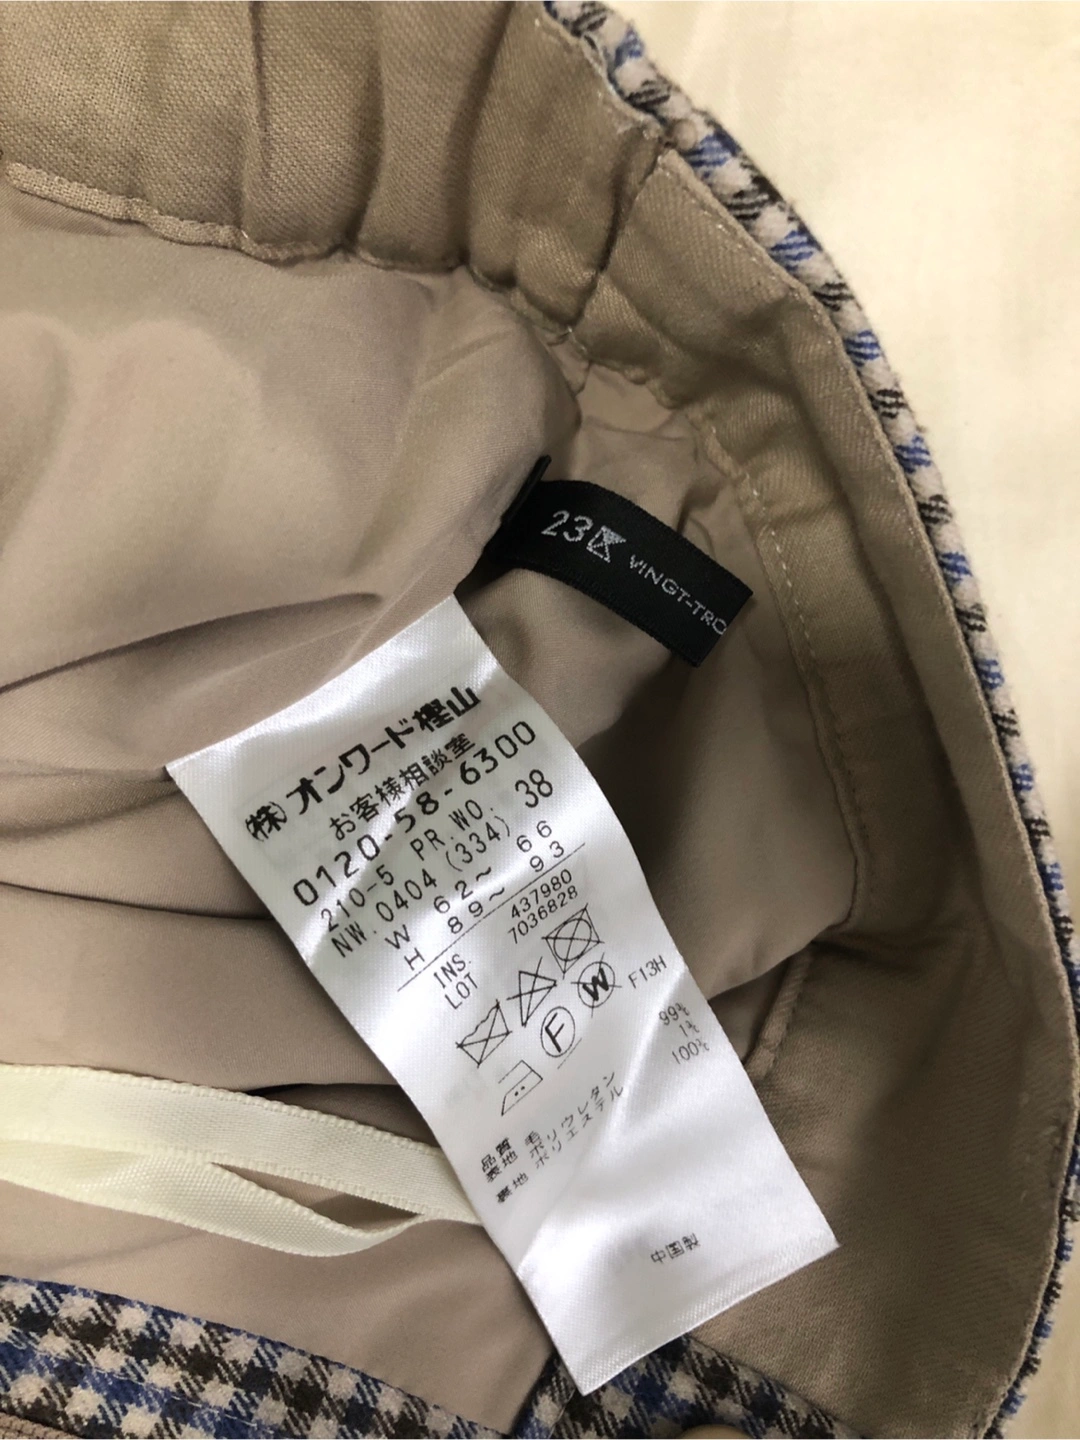 23区 VINGT-TRO
(株)オンワード樫山
お客様相談室
0120-58-6300
210-5 PR.WO. 38
NW.0404(334)
W 62～66
H 89～93
INS. 437980
LOT 7036828
F W F13H
品質
表地 毛 99%
ポリウレタン 1%
裏地 ポリエステル 100%
中国製